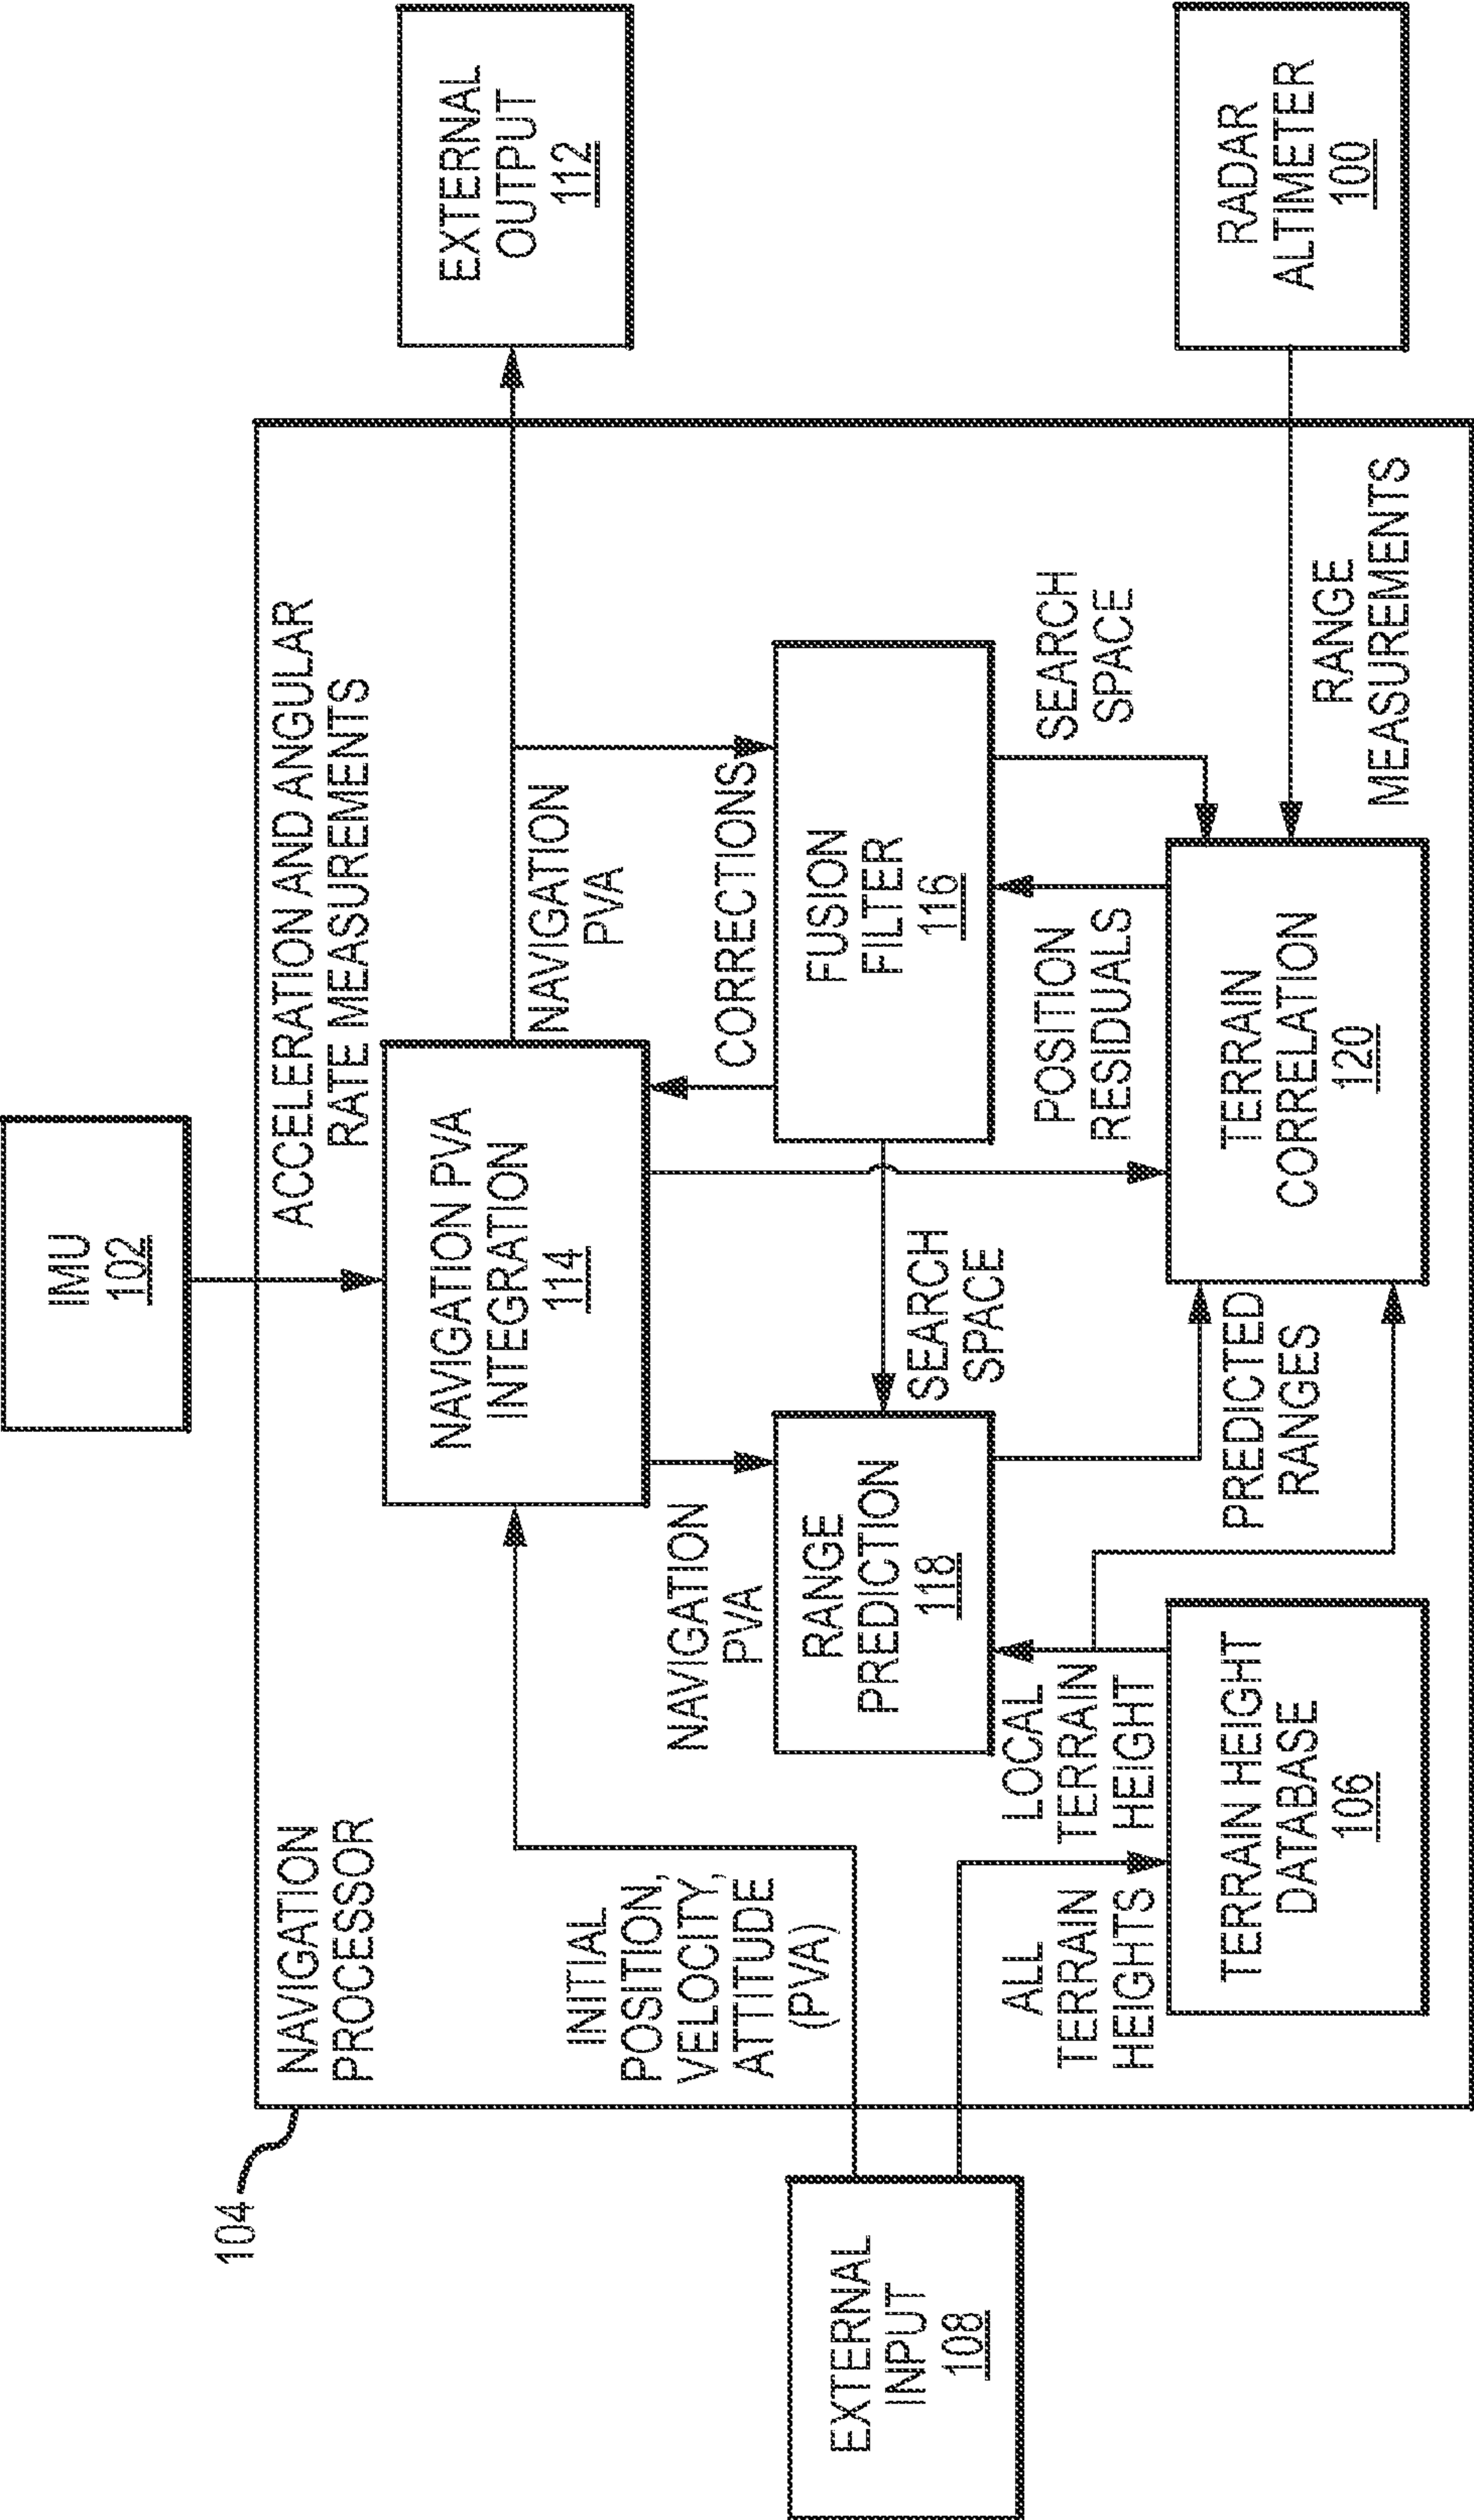 IMU
102
104
NAVIGATION
PROCESSOR
ACCELERATION AND ANGULAR
RATE MEASUREMENTS
EXTERNAL
OUTPUT
112
NAVIGATION PVA
INTEGRATION
114
NAVIGATION
PVA
INITIAL
POSITION,
VELOCITY,
ATTITUDE
(PVA)
NAVIGATION
PVA
CORRECTIONS
EXTERNAL
INPUT
108
RANGE
PREDICTION
118
SEARCH
SPACE
FUSION
FILTER
116
ALL
TERRAIN
HEIGHTS
LOCAL
TERRAIN
HEIGHT
POSITION
RESIDUALS
SEARCH
SPACE
TERRAIN HEIGHT
DATABASE
106
PREDICTED
RANGES
TERRAIN
CORRELATION
120
RANGE
MEASUREMENTS
RADAR
ALTIMETER
100